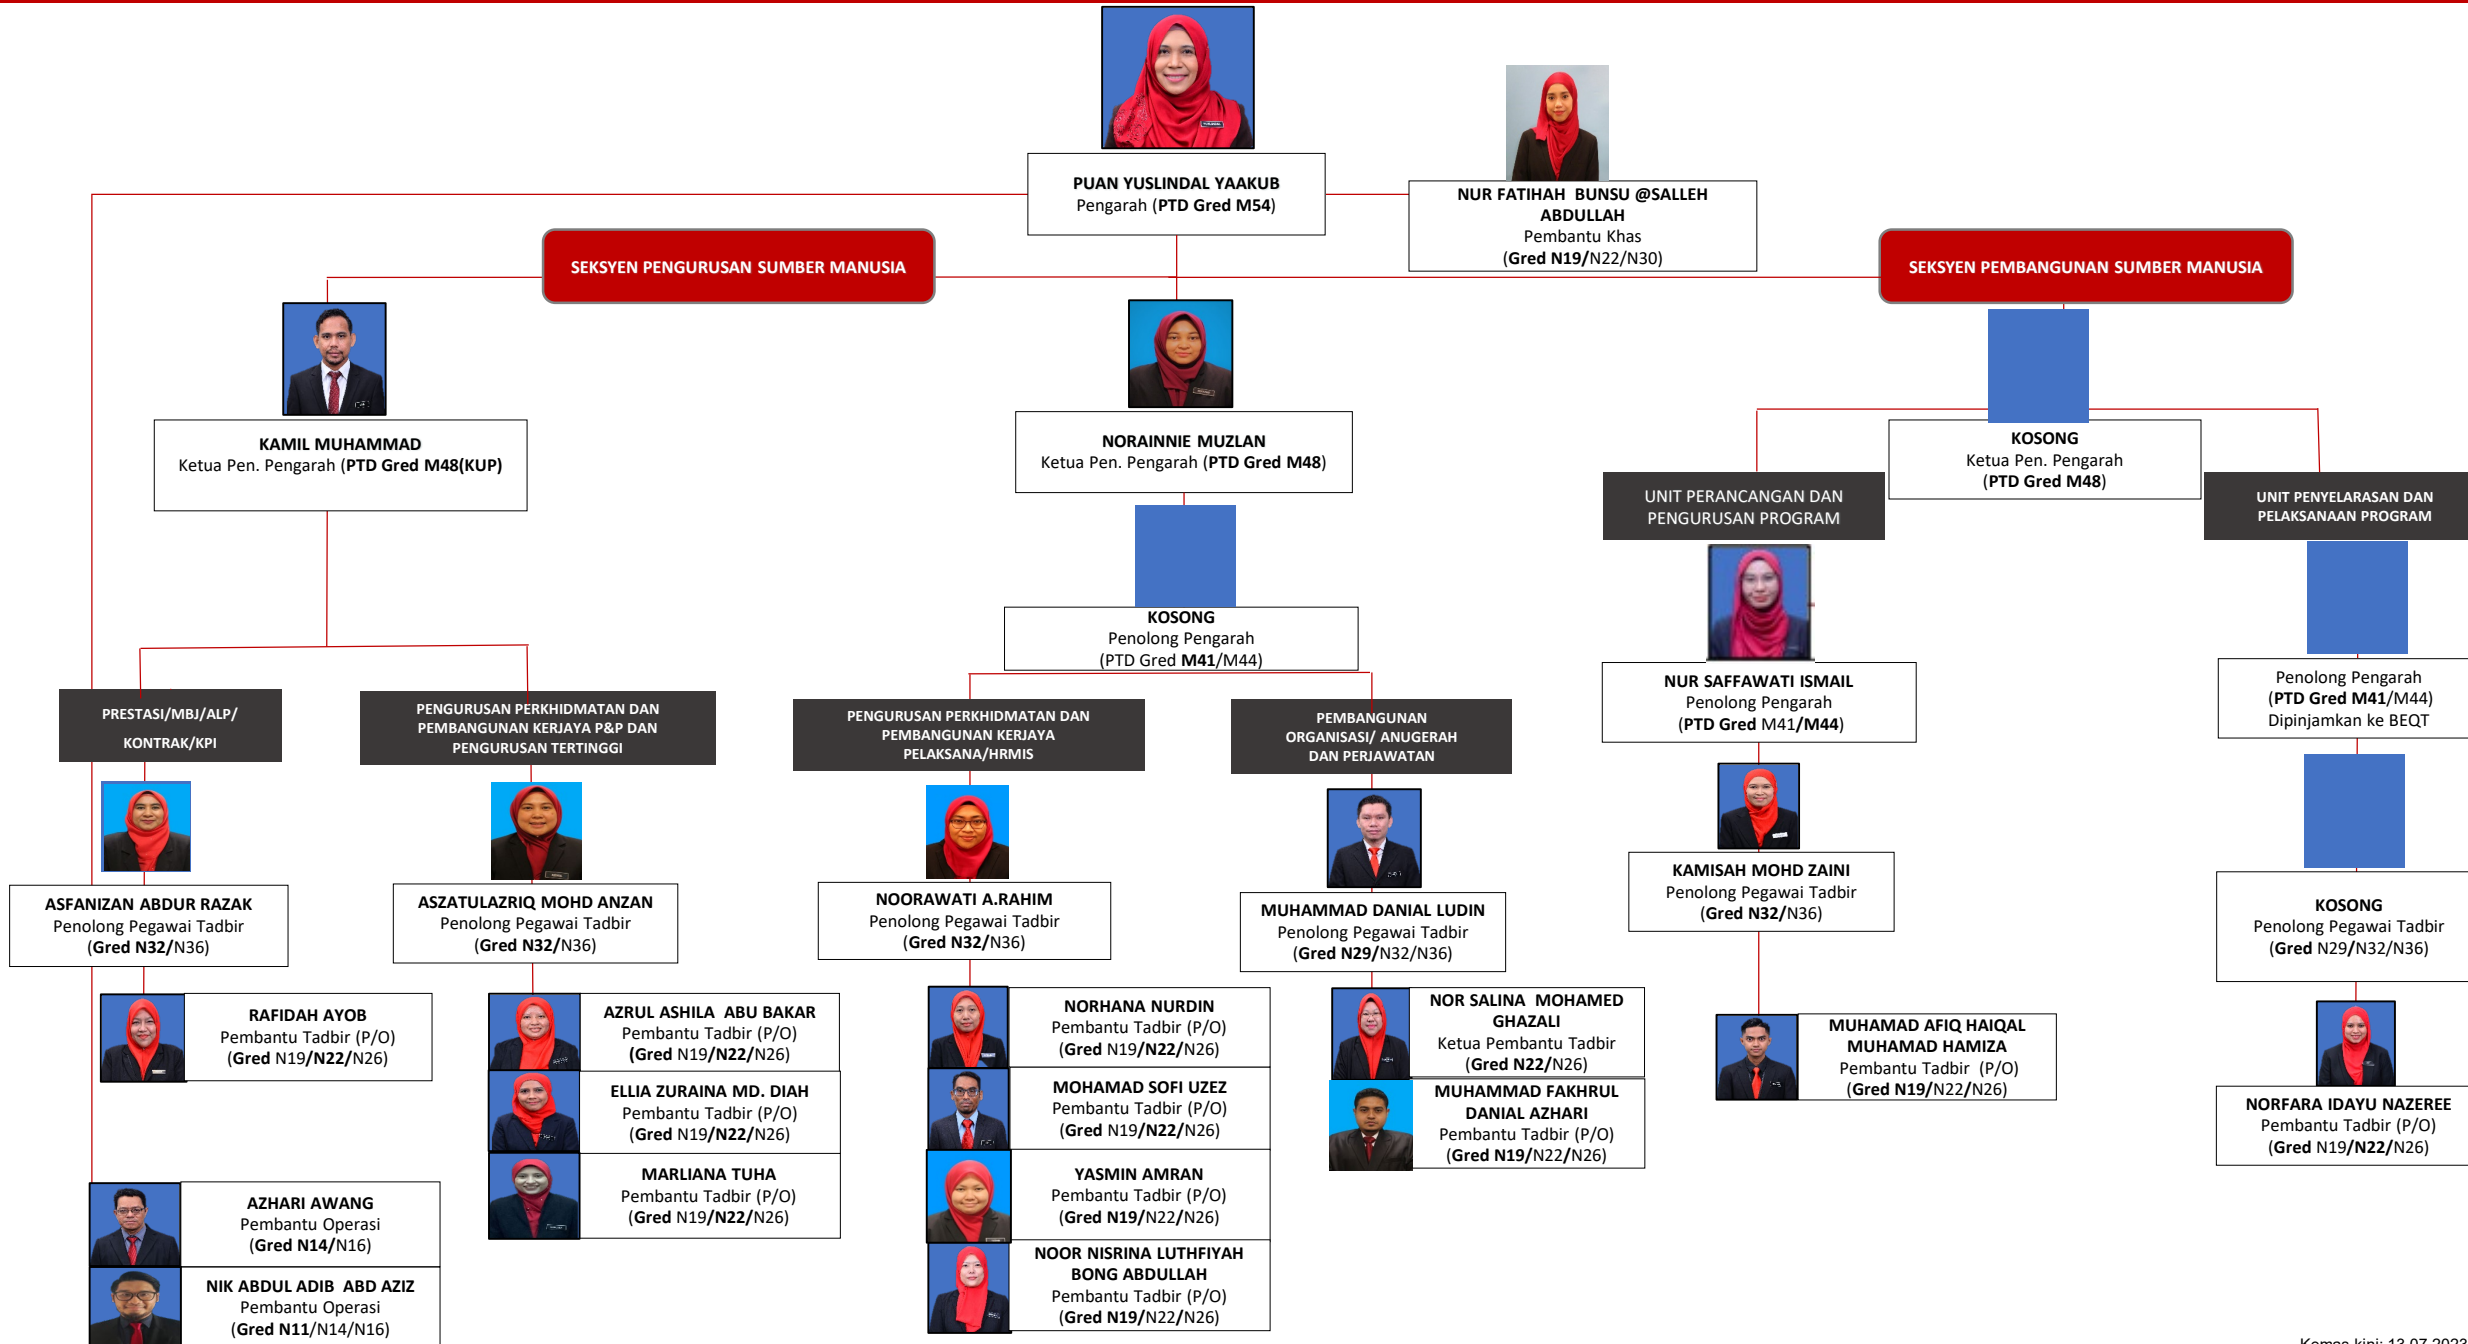 PUAN YUSLINDAL YAAKUB
Pengarah (PTD Gred M54)
NUR FATIHAH BUNSU @SALLEH
ABDULLAH
Pembantu Khas
(Gred N19/N22/N30)
SEKSYEN PENGURUSAN SUMBER MANUSIA
SEKSYEN PEMBANGUNAN SUMBER MANUSIA
KAMIL MUHAMMAD
Ketua Pen. Pengarah (PTD Gred M48(KUP)
NORAINNIE MUZLAN
Ketua Pen. Pengarah (PTD Gred M48)
KOSONG
Ketua Pen. Pengarah
(PTD Gred M48)
UNIT PERANCANGAN DAN
PENGURUSAN PROGRAM
UNIT PENYELARASAN DAN
PELAKSANAAN PROGRAM
KOSONG
Penolong Pengarah
(PTD Gred M41/M44)
NUR SAFFAWATI ISMAIL
Penolong Pengarah
(PTD Gred M41/M44)
Penolong Pengarah
(PTD Gred M41/M44)
Dipinjamkan ke BEQT
PRESTASI/MBJ/ALP/
KONTRAK/KPI
PENGURUSAN PERKHIDMATAN DAN
PEMBANGUNAN KERJAYA P&P DAN
PENGURUSAN TERTINGGI
PENGURUSAN PERKHIDMATAN DAN
PEMBANGUNAN KERJAYA
PELAKSANA/HRMIS
PEMBANGUNAN
ORGANISASI/ ANUGERAH
DAN PERJAWATAN
ASFANIZAN ABDUR RAZAK
Penolong Pegawai Tadbir
(Gred N32/N36)
ASZATULAZRIQ MOHD ANZAN
Penolong Pegawai Tadbir
(Gred N32/N36)
NOORAWATI A.RAHIM
Penolong Pegawai Tadbir
(Gred N32/N36)
MUHAMMAD DANIAL LUDIN
Penolong Pegawai Tadbir
(Gred N29/N32/N36)
KAMISAH MOHD ZAINI
Penolong Pegawai Tadbir
(Gred N32/N36)
KOSONG
Penolong Pegawai Tadbir
(Gred N29/N32/N36)
RAFIDAH AYOB
Pembantu Tadbir (P/O)
(Gred N19/N22/N26)
AZRUL ASHILA ABU BAKAR
Pembantu Tadbir (P/O)
(Gred N19/N22/N26)
ELLIA ZURAINA MD. DIAH
Pembantu Tadbir (P/O)
(Gred N19/N22/N26)
MARLIANA TUHA
Pembantu Tadbir (P/O)
(Gred N19/N22/N26)
NORHANA NURDIN
Pembantu Tadbir (P/O)
(Gred N19/N22/N26)
MOHAMAD SOFI UZEZ
Pembantu Tadbir (P/O)
(Gred N19/N22/N26)
YASMIN AMRAN
Pembantu Tadbir (P/O)
(Gred N19/N22/N26)
NOOR NISRINA LUTHFIYAH
BONG ABDULLAH
Pembantu Tadbir (P/O)
(Gred N19/N22/N26)
NOR SALINA MOHAMED
GHAZALI
Ketua Pembantu Tadbir
(Gred N22/N26)
MUHAMMAD FAKHRUL
DANIAL AZHARI
Pembantu Tadbir (P/O)
(Gred N19/N22/N26)
MUHAMAD AFIQ HAIQAL
MUHAMAD HAMIZA
Pembantu Tadbir (P/O)
(Gred N19/N22/N26)
NORFARA IDAYU NAZEREE
Pembantu Tadbir (P/O)
(Gred N19/N22/N26)
AZHARI AWANG
Pembantu Operasi
(Gred N14/N16)
NIK ABDUL ADIB ABD AZIZ
Pembantu Operasi
(Gred N11/N14/N16)
Kemas kini: 13.07.2023